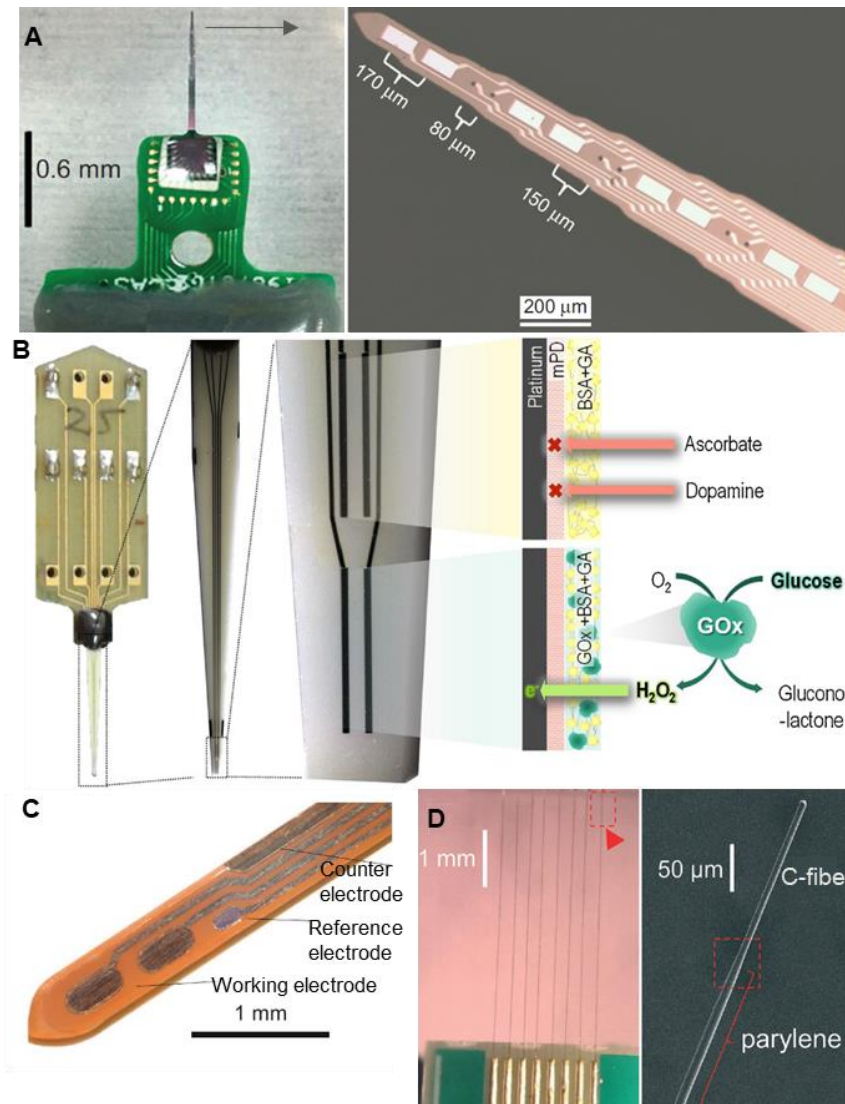 A
0.6 mm
170 µm
80 µm
150 µm
200 µm
B
25
Platinum
mPD
BSA+GA
Ascorbate
Dopamine
GOx +BSA+GA
O₂
Glucose
GOx
e⁻
H₂O₂
Glucono
-lactone
C
Counter
electrode
Reference
electrode
Working electrode
1 mm
D
1 mm
50 µm
C-fibe
parylene